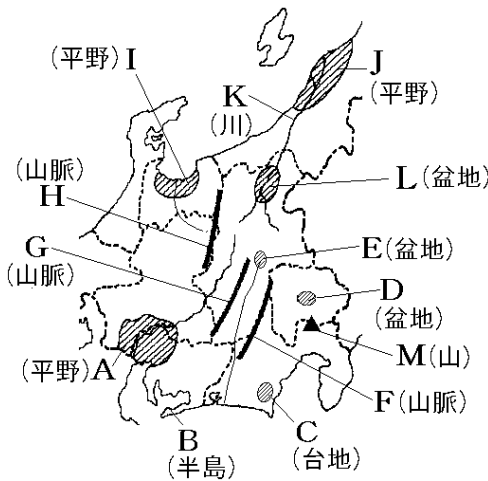 (平野) I
J
(平野)
K
(川)
(山脈)
H
L (盆地)
G
(山脈)
E (盆地)
D
(盆地)
(平野) A
M (山)
F (山脈)
B
(半島)
C
(台地)